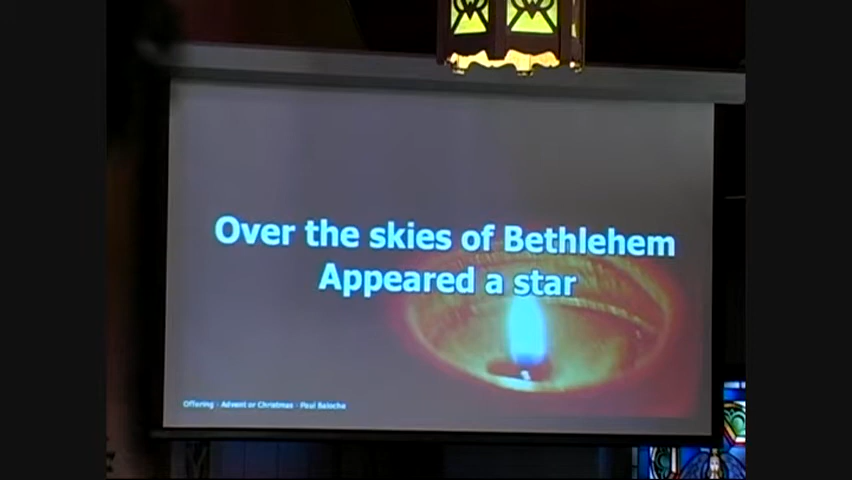 Over the skies of Bethlehem
Appeared a star
Offering - Advent or Christmas - Paul Baloche